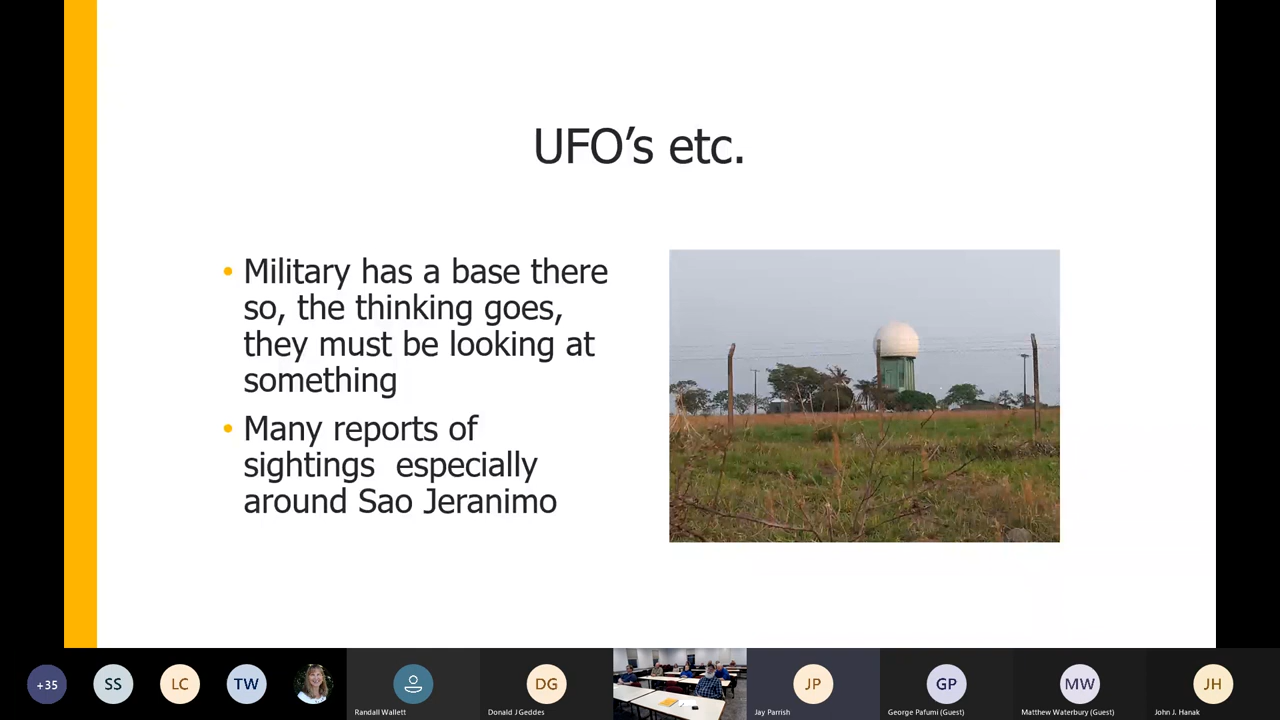 UFO’s etc.
• Military has a base there
so, the thinking goes,
they must be looking at
something
• Many reports of
sightings  especially
around Sao Jeranimo
+35
SS
LC
TW
Randall Wallett
DG
Donald J Geddes
JP
Jay Parrish
GP
George Pafumi (Guest)
MW
Matthew Waterbury (Guest)
JH
John J. Hanak